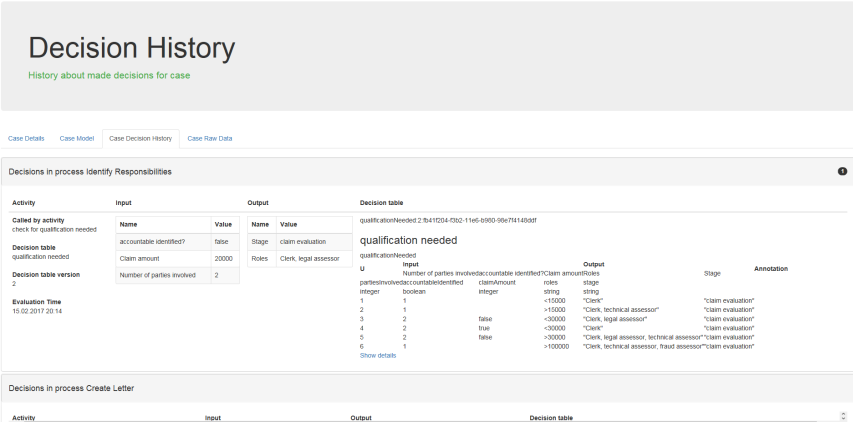 Decision History
History about made decisions for case
Case Details Case Model Case Decision History Case Raw Data
Decisions in process Identify Responsibilities 1
Activity Input Output Decision table
Called by activity
check for qualification needed
Decision table
qualification needed
Decision table version
2
Evaluation Time
15.02.2017 20:14
Name Value
accountable identified? false
Claim amount 20000
Number of parties involved 2
Name Value
Stage claim evaluation
Roles Clerk, legal assessor
qualificationNeeded:2:fb41f204-f3b2-11e6-b980-98e7f4148ddf
qualification needed
qualificationNeeded
U Input Output Annotation
Number of parties involvedaccountable identified?Claim amountRoles Stage
partiesInvolvedaccountableIdentified claimAmount roles stage
integer boolean integer string string
1 1 <15000 "Clerk" "claim evaluation"
2 1 >15000 "Clerk, technical assessor" "claim evaluation"
3 2 false <30000 "Clerk, legal assessor" "claim evaluation"
4 2 true <30000 "Clerk" "claim evaluation"
5 2 false >30000 "Clerk, legal assessor, technical assessor" "claim evaluation"
6 1 >100000 "Clerk, technical assessor, fraud assessor" "claim evaluation"
Show details
Decisions in process Create Letter
Activity Input Output Decision table